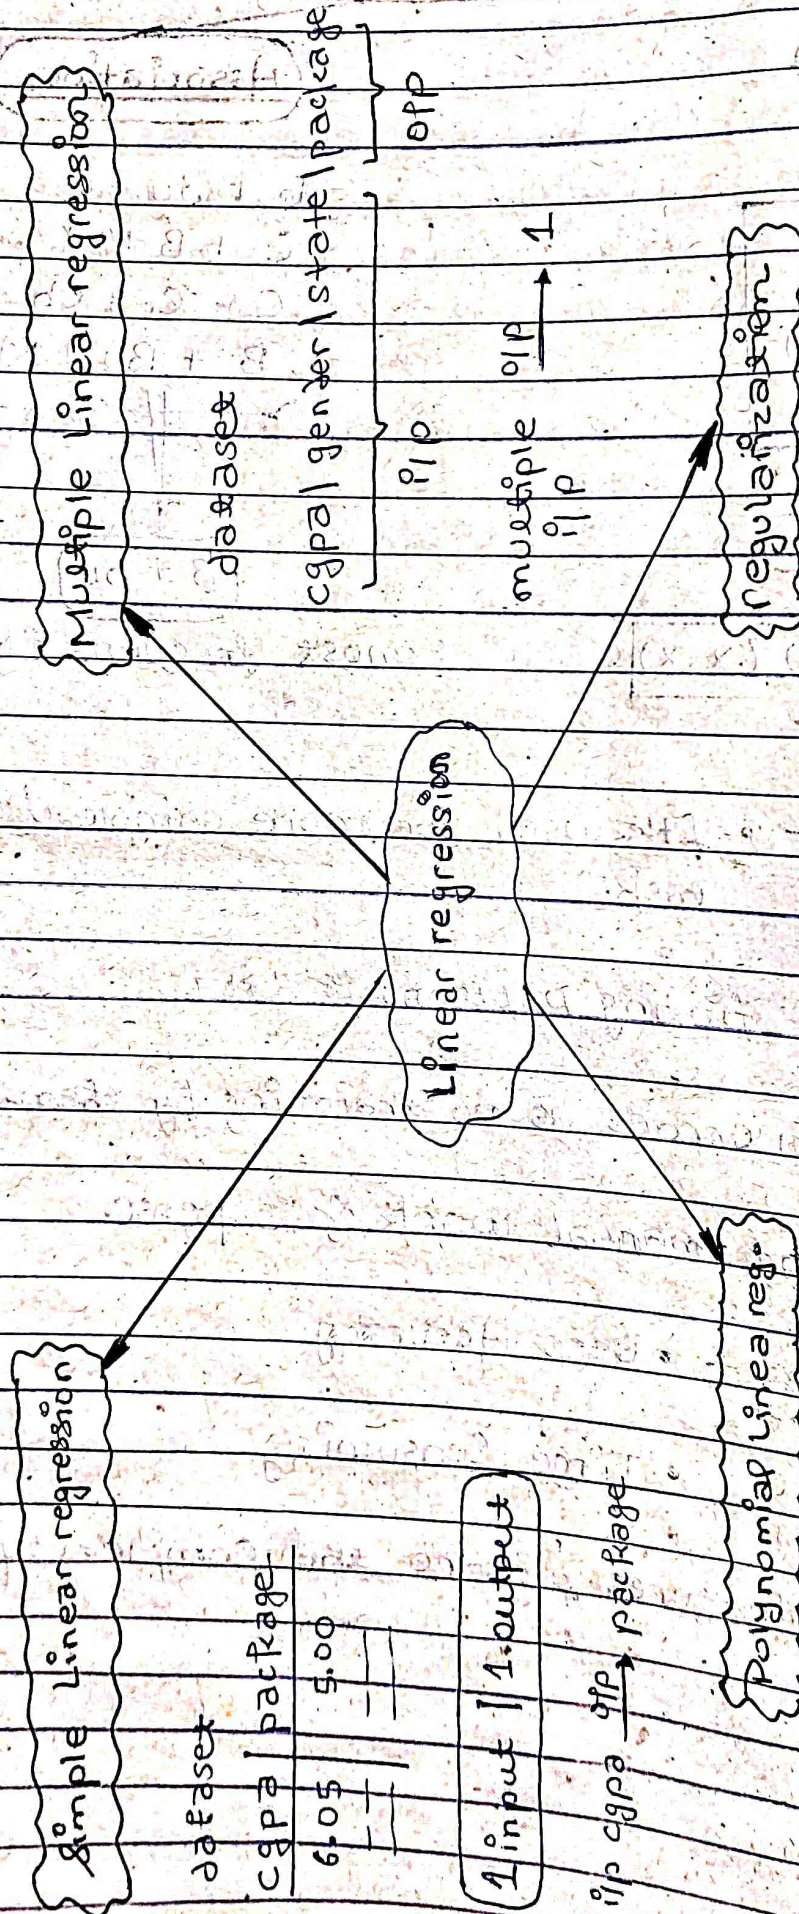 Simple Linear regression
dataset
cgpa | package
6.05 | 5.00
1 input | 1 output
i/p cgpa o/p → package
Multiple Linear regression
dataset
cgpa | gender | state | package
i/p
o/p
multiple i/p o/p → 1
Linear regression
Polynomial Linea reg.
regularization